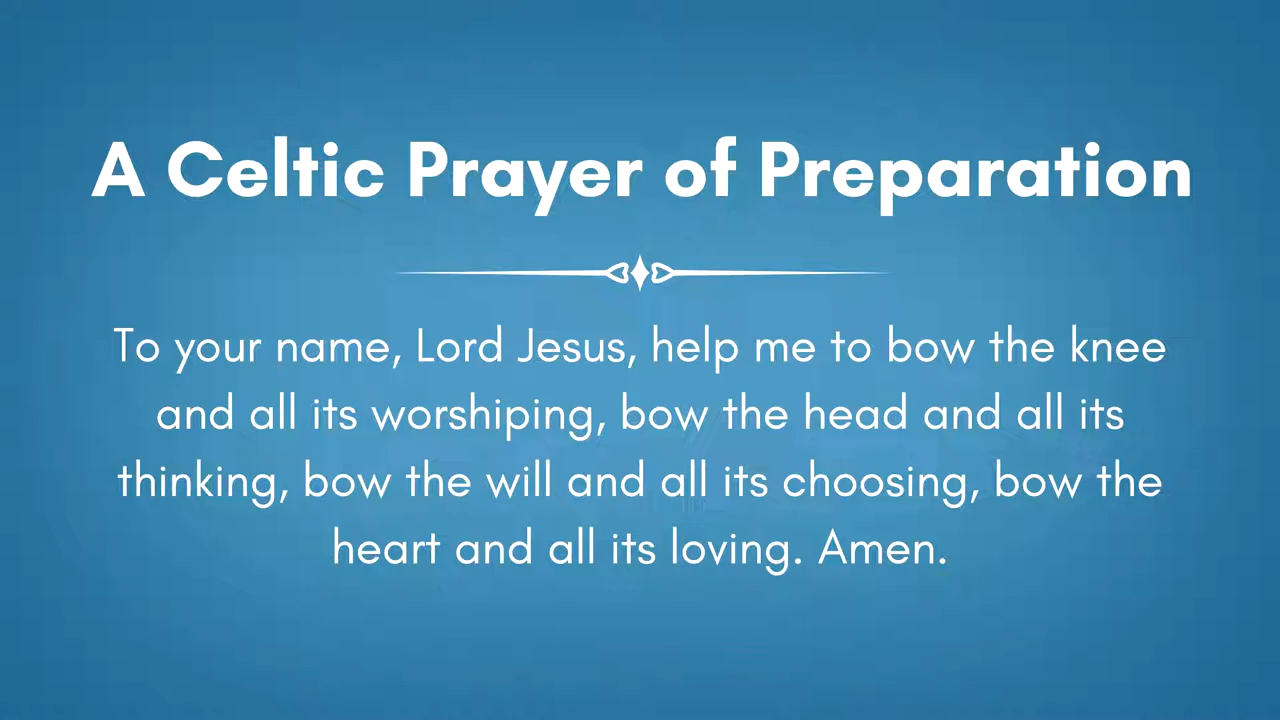 A Celtic Prayer of Preparation
To your name, Lord Jesus, help me to bow the knee
and all its worshiping, bow the head and all its
thinking, bow the will and all its choosing, bow the
heart and all its loving. Amen.